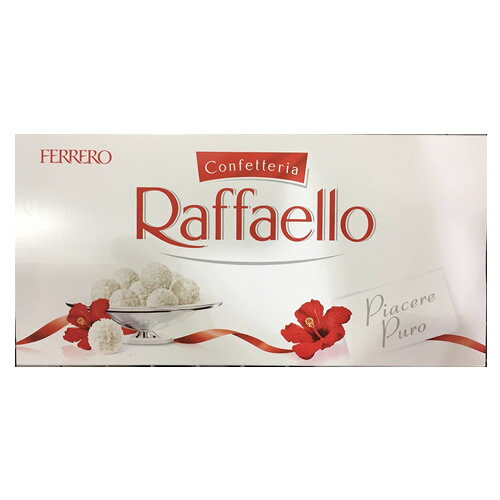 FERRERO
Confetteria
Raffaello
Piacere
Puro